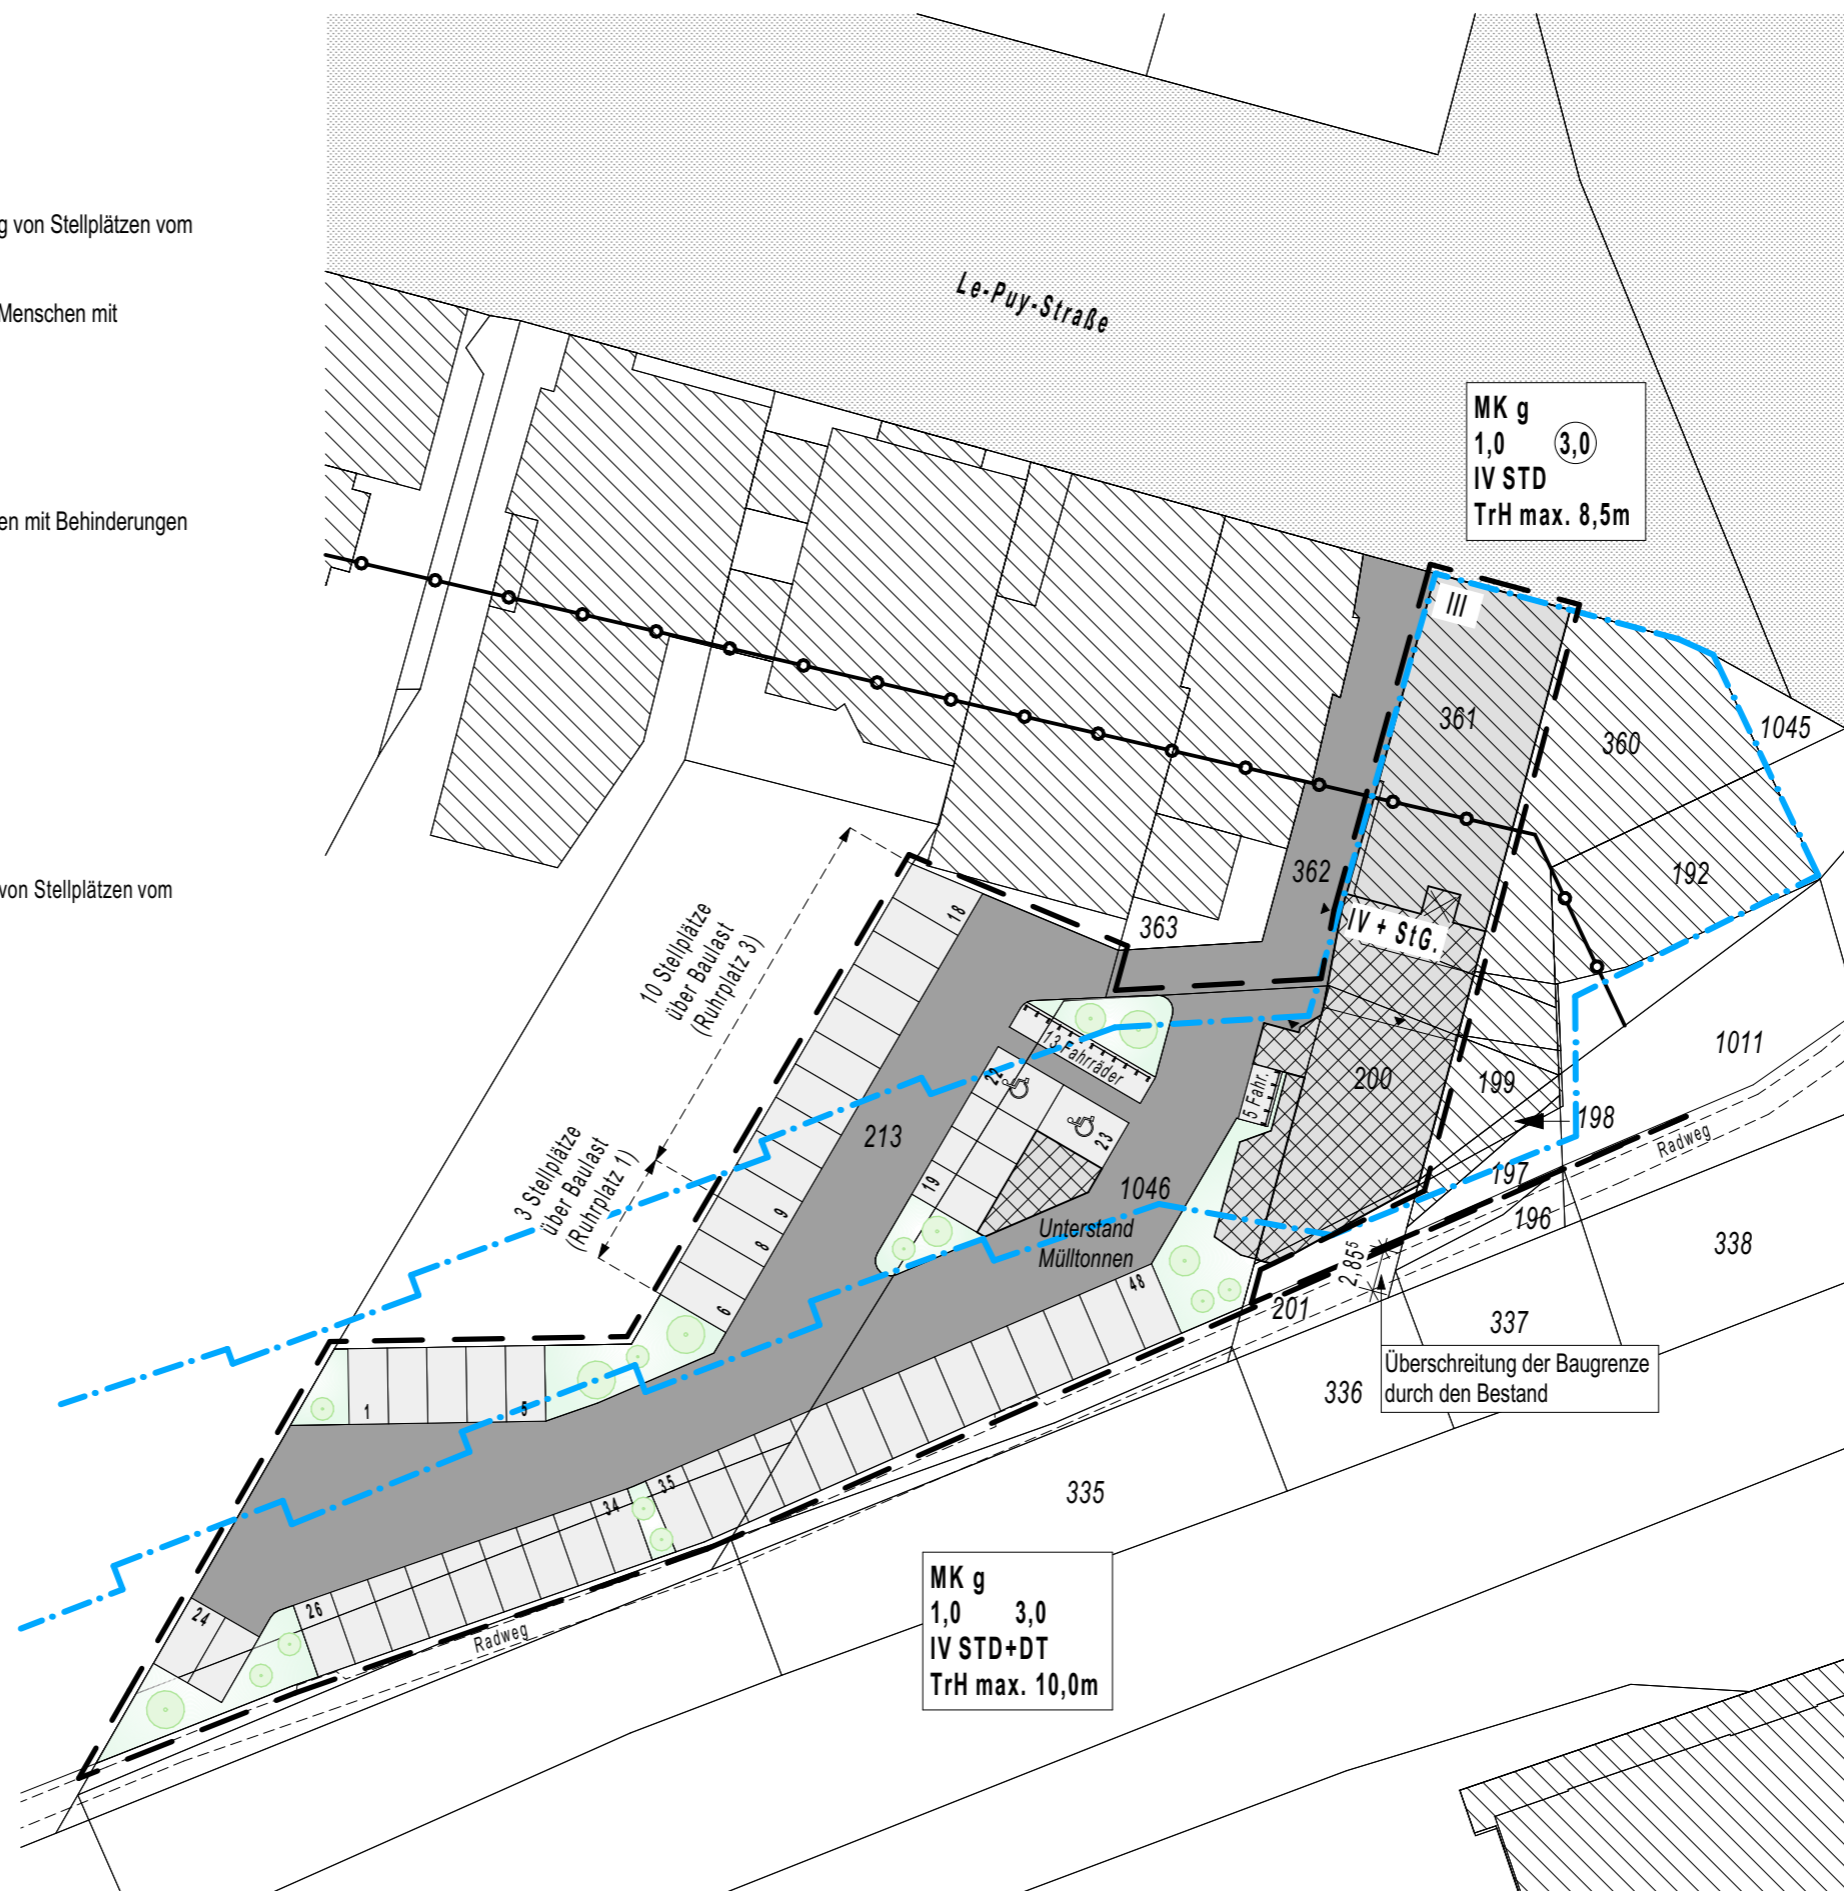 g von Stellplätzen vom
Menschen mit
en mit Behinderungen
von Stellplätzen vom
Le-Puy-Straße
MK g
1,0 3,0
IV STD
TrH max. 8,5m
III
361
360
1045
192
362
363
IV + StG.
18
10 Stellplätze
über Baulast
(Ruhrplatz 3)
13 Fahrräder
22
23
5 Fahr.
200
199
198
1011
Radweg
213
3 Stellplätze
über Baulast
(Ruhrplatz 1)
19
1046
Unterstand
Mülltonnen
197
196
338
9
8
6
48
2,85⁵
201
337
Überschreitung der Baugrenze
durch den Bestand
336
1
5
335
34
35
24
26
Radweg
MK g
1,0 3,0
IV STD+DT
TrH max. 10,0m